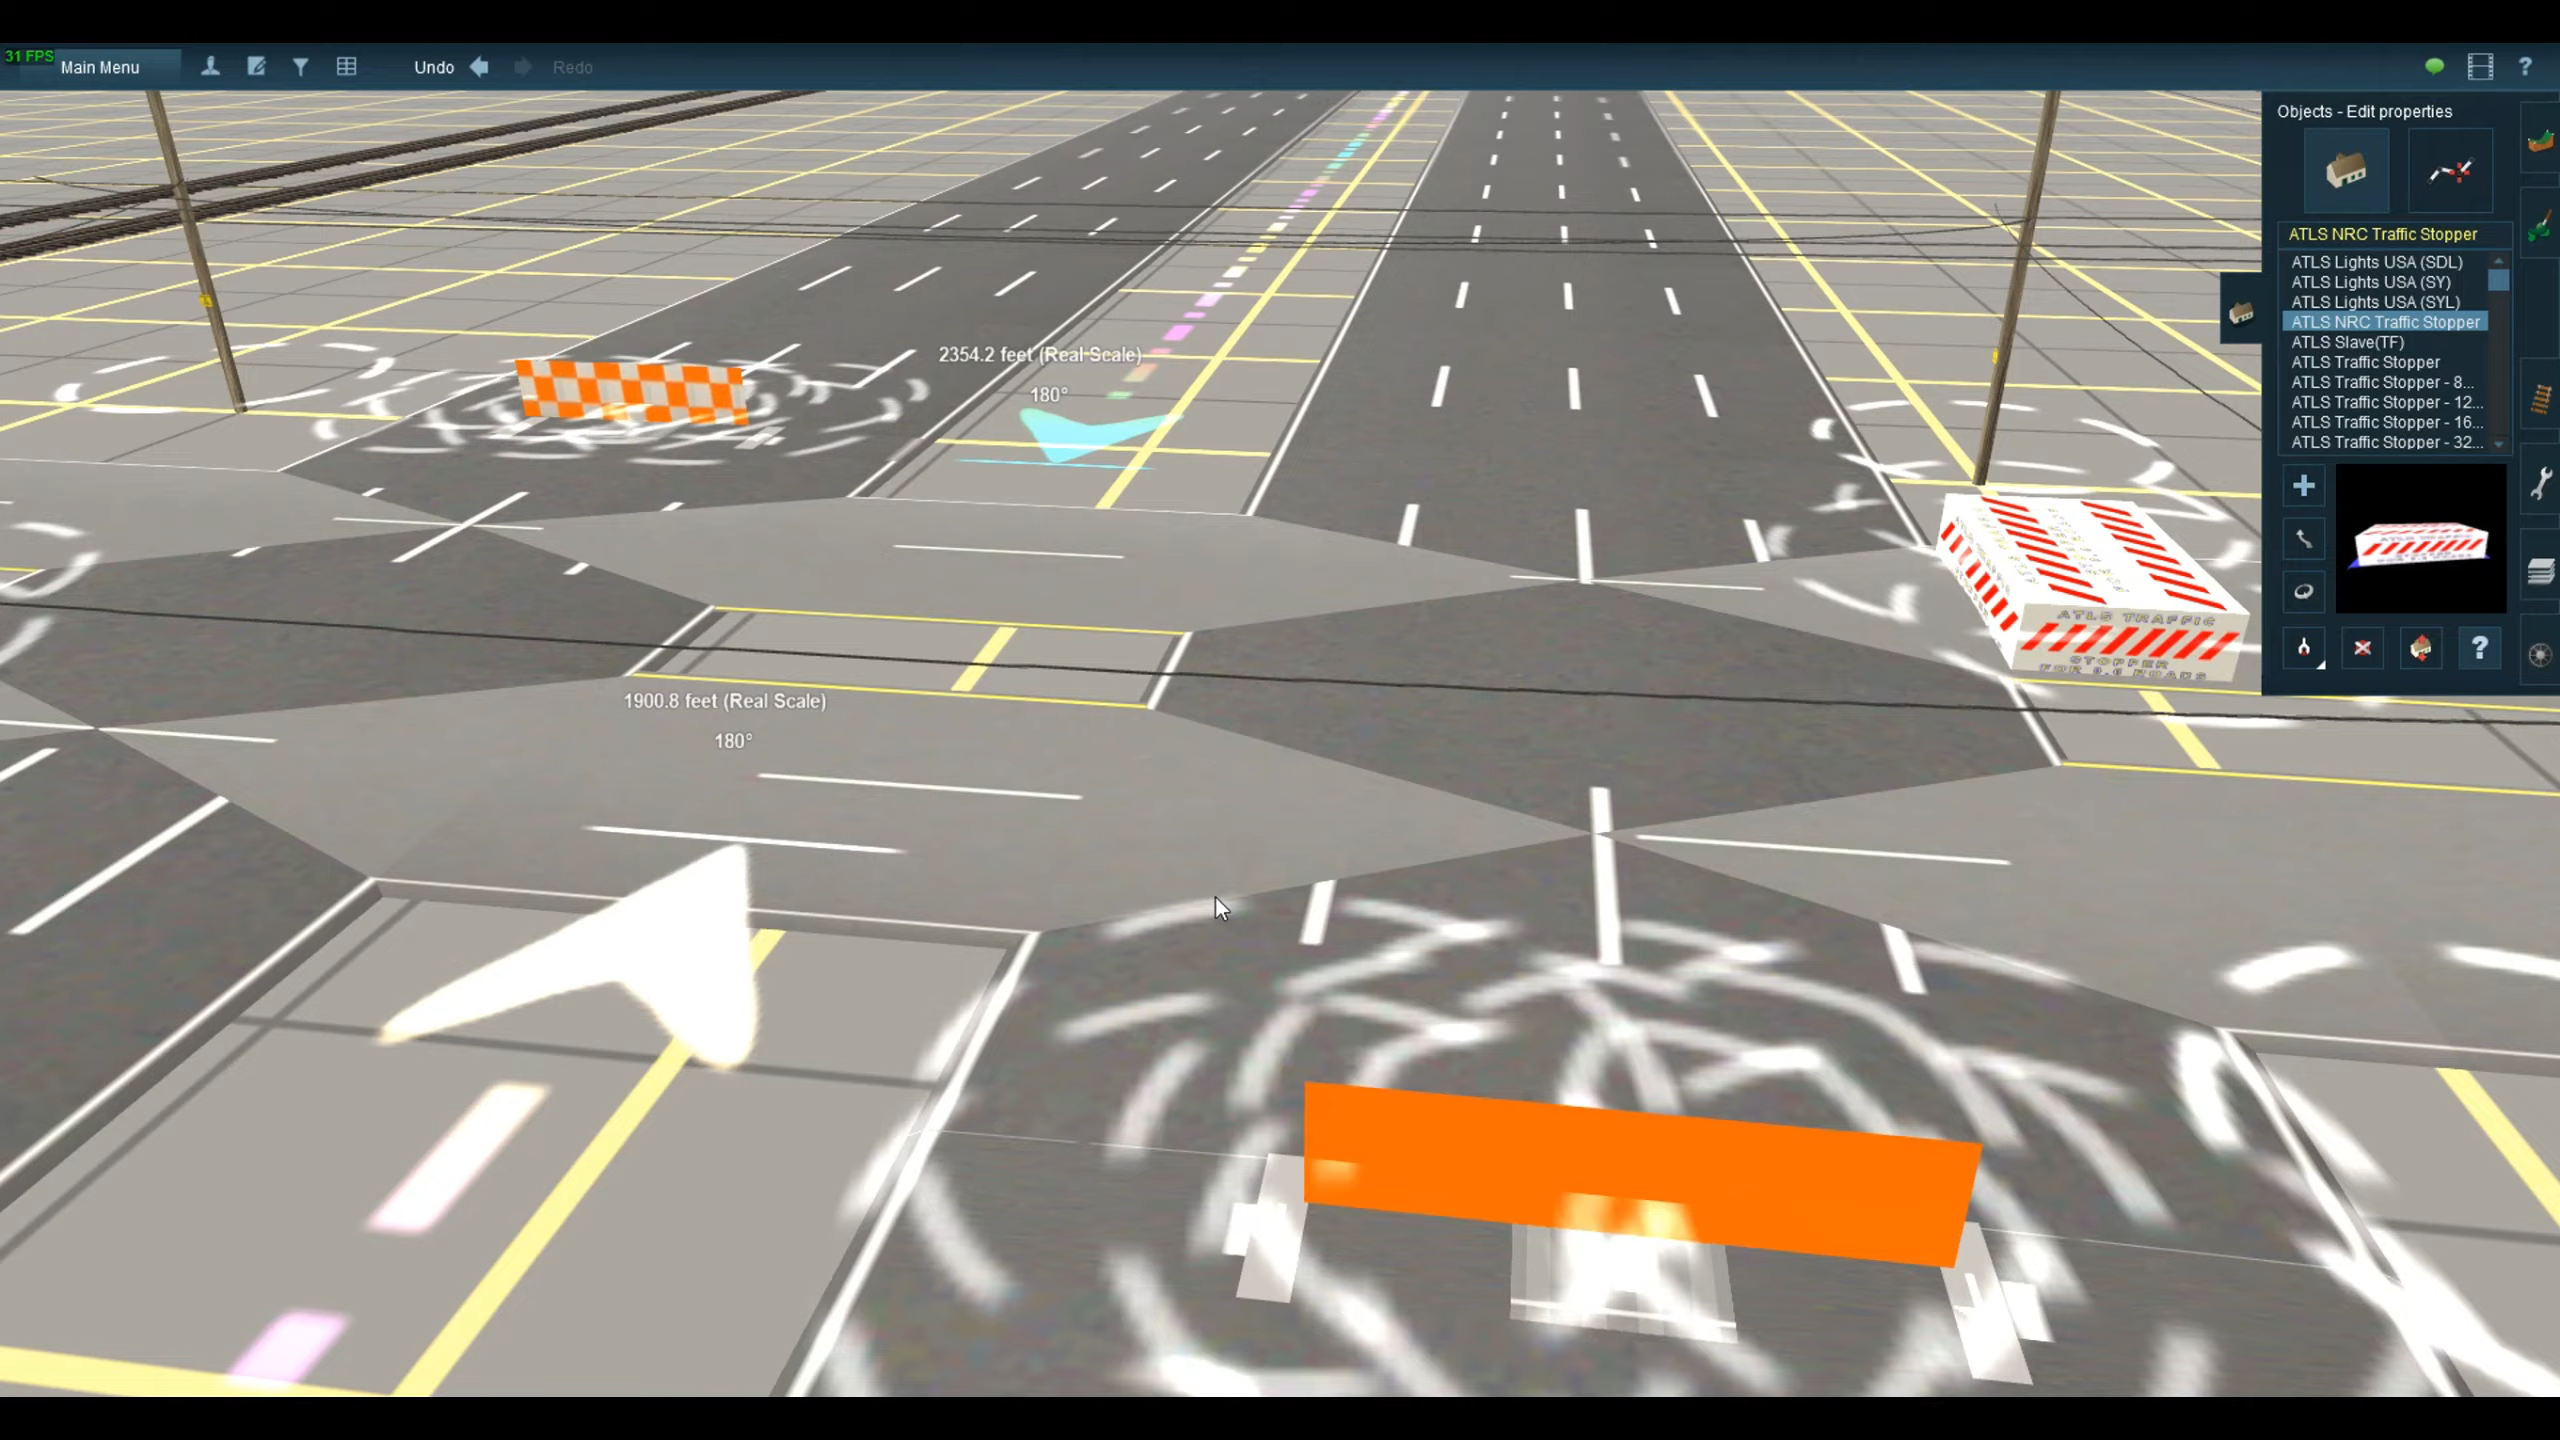 31 FPS
Main Menu
Undo
Redo
?
Objects - Edit properties
ATLS NRC Traffic Stopper
ATLS Lights USA (SDL)
ATLS Lights USA (SY)
ATLS Lights USA (SYL)
ATLS NRC Traffic Stopper
ATLS Slave(TF)
ATLS Traffic Stopper
ATLS Traffic Stopper - 8...
ATLS Traffic Stopper - 12...
ATLS Traffic Stopper - 16...
ATLS Traffic Stopper - 32...
?
2354.2 feet (Real Scale)
180°
ATLS TRAFFIC
STOPPER
1900.8 feet (Real Scale)
180°